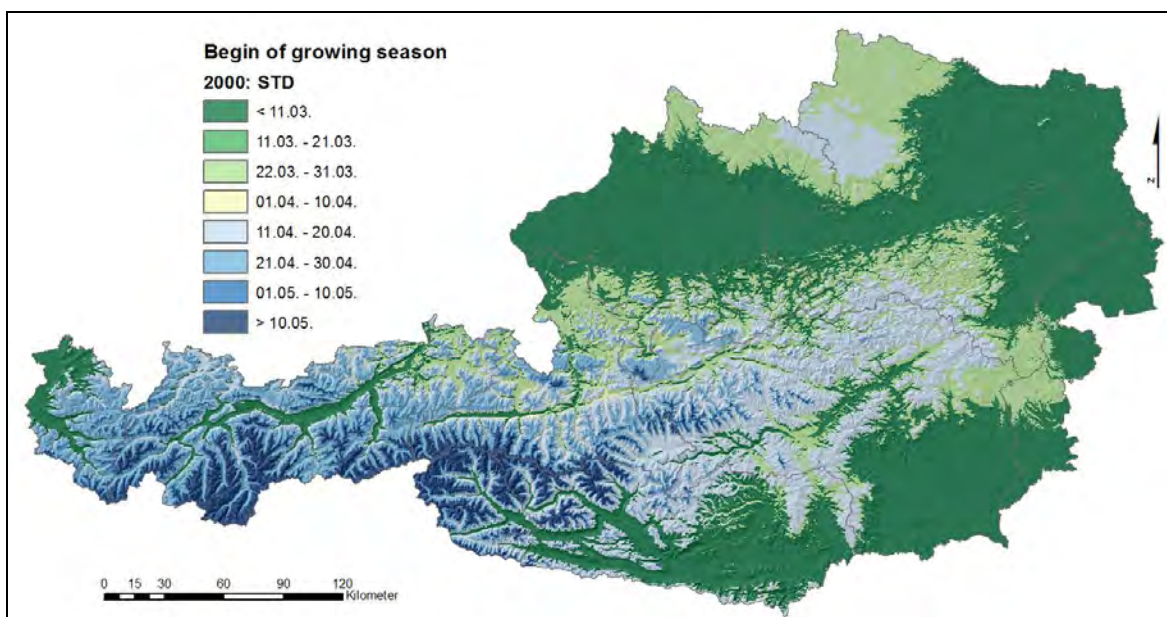 Begin of growing season
2000: STD
< 11.03.
11.03. - 21.03.
22.03. - 31.03.
01.04. - 10.04.
11.04. - 20.04.
21.04. - 30.04.
01.05. - 10.05.
> 10.05.
N
0 15 30 60 90 120
Kilometer